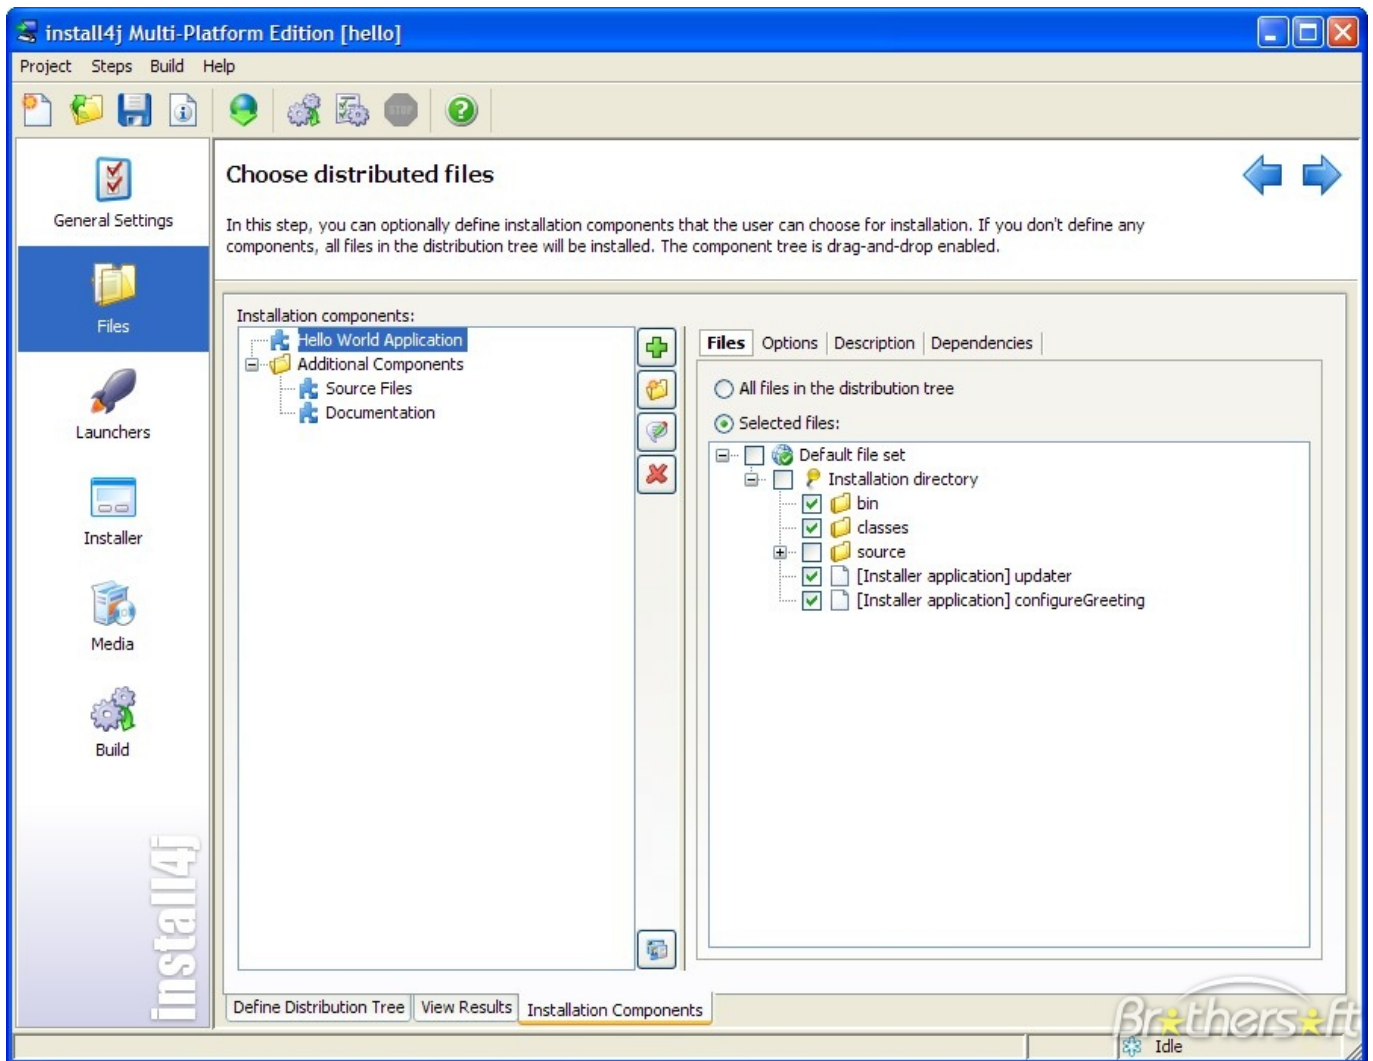 install4j Multi-Platform Edition [hello]
Project Steps Build Help
STOP
Choose distributed files
In this step, you can optionally define installation components that the user can choose for installation. If you don't define any
components, all files in the distribution tree will be installed. The component tree is drag-and-drop enabled.
General Settings
Files
Launchers
Installer
Media
Build
install4j
Installation components:
Hello World Application
Additional Components
Source Files
Documentation
Files Options Description Dependencies
All files in the distribution tree
Selected files:
Default file set
Installation directory
bin
classes
source
[Installer application] updater
[Installer application] configureGreeting
Define Distribution Tree View Results Installation Components
Brothersoft
Idle